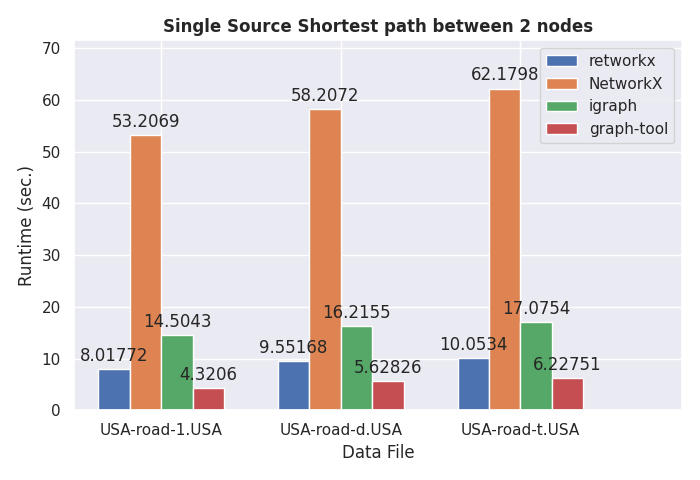 Single Source Shortest path between 2 nodes
70
60
50
40
30
20
10
0
Runtime (sec.)
retworkx
NetworkX
igraph
graph-tool
8.01772
53.2069
14.5043
4.3206
9.55168
58.2072
16.2155
5.62826
10.0534
62.1798
17.0754
6.22751
USA-road-1.USA
USA-road-d.USA
USA-road-t.USA
Data File